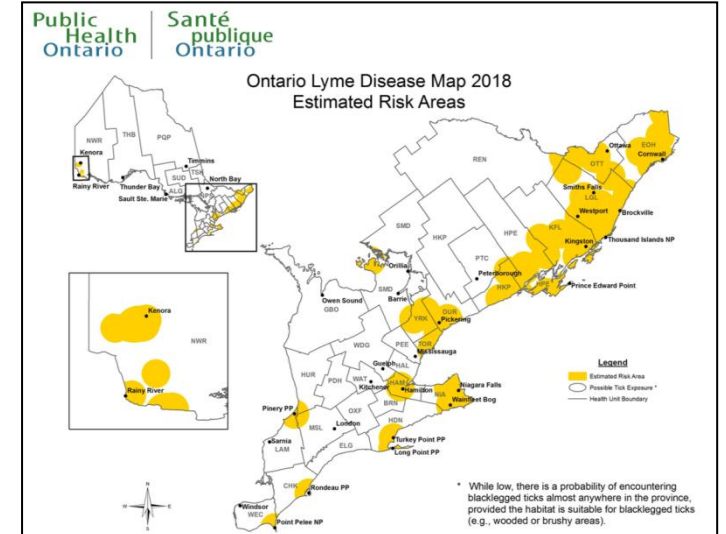 Public
Health
Ontario
Santé
publique
Ontario
Ontario Lyme Disease Map 2018
Estimated Risk Areas
NWR
THB
PQP
Kenora
Timmins
TSK
Rainy River
Thunder Bay
SUD
North Bay
ALG
NPS
Sault Ste. Marie
REN
Ottawa
EOH
OTT
Cornwall
Smiths Falls
LGL
Westport
Brockville
SMD
HKP
HPE
KFL
Kingston
Thousand Islands NP
PTC
Peterborough
HKP
HPE
Prince Edward Point
Orillia
SMD
Owen Sound
Barrie
GBO
DUR
YRK
Pickering
WDG
PEE
TOR
Mississauga
Guelph
HAL
HUR
PDH
WAT
Kitchener
HAM
Hamilton
Niagara Falls
NIA
Wainfleet Bog
BRN
Pinery PP
OXF
HDN
MSL
London
Turkey Point PP
Sarnia
LAM
ELG
Long Point PP
CHK
Rondeau PP
Windsor
WEC
Point Pelee NP
Kenora
NWR
Rainy River
N
W
E
S
Legend
Estimated Risk Area
Possible Tick Exposure *
Health Unit Boundary
* While low, there is a probability of encountering
blacklegged ticks almost anywhere in the province,
provided the habitat is suitable for blacklegged ticks
(e.g., wooded or brushy areas).